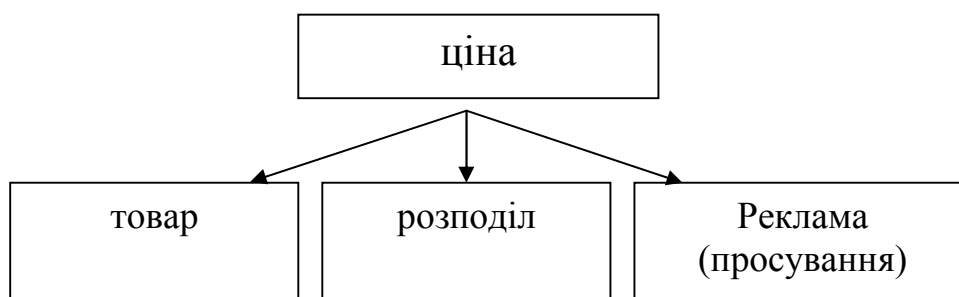 ціна
товар
розподіл
Реклама
(просування)